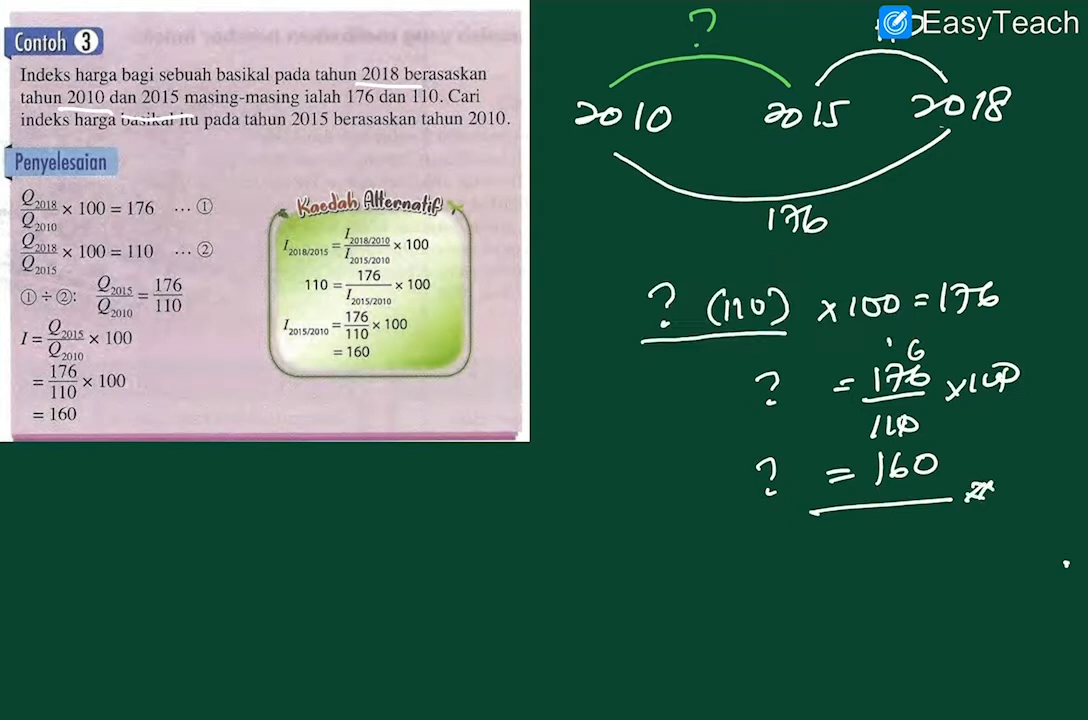 Contoh 3
Indeks harga bagi sebuah basikal pada tahun 2018 berasaskan
tahun 2010 dan 2015 masing-masing ialah 176 dan 110. Cari
indeks harga basikal itu pada tahun 2015 berasaskan tahun 2010.
Penyelesaian
Q2018/Q2010 × 100 = 176 ... ①
Q2018/Q2015 × 100 = 110 ... ②
① ÷ ②: Q2015/Q2010 = 176/110
I = Q2015/Q2010 × 100
= 176/110 × 100
= 160
Kaedah Alternatif
I2018/2015 = I2018/2010/I2015/2010 × 100
110 = 176/I2015/2010 × 100
I2015/2010 = 176/110 × 100
= 160
EasyTeach
?
2010 2015 2018
176
? (110) × 100 = 176
16
? = 176/110 × 100
? = 160